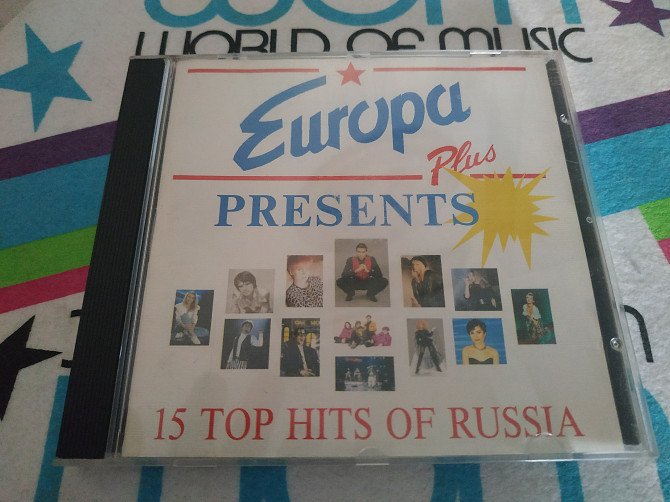 WORLD OF MUSIC
Europa
Plus
PRESENTS
15 TOP HITS OF RUSSIA